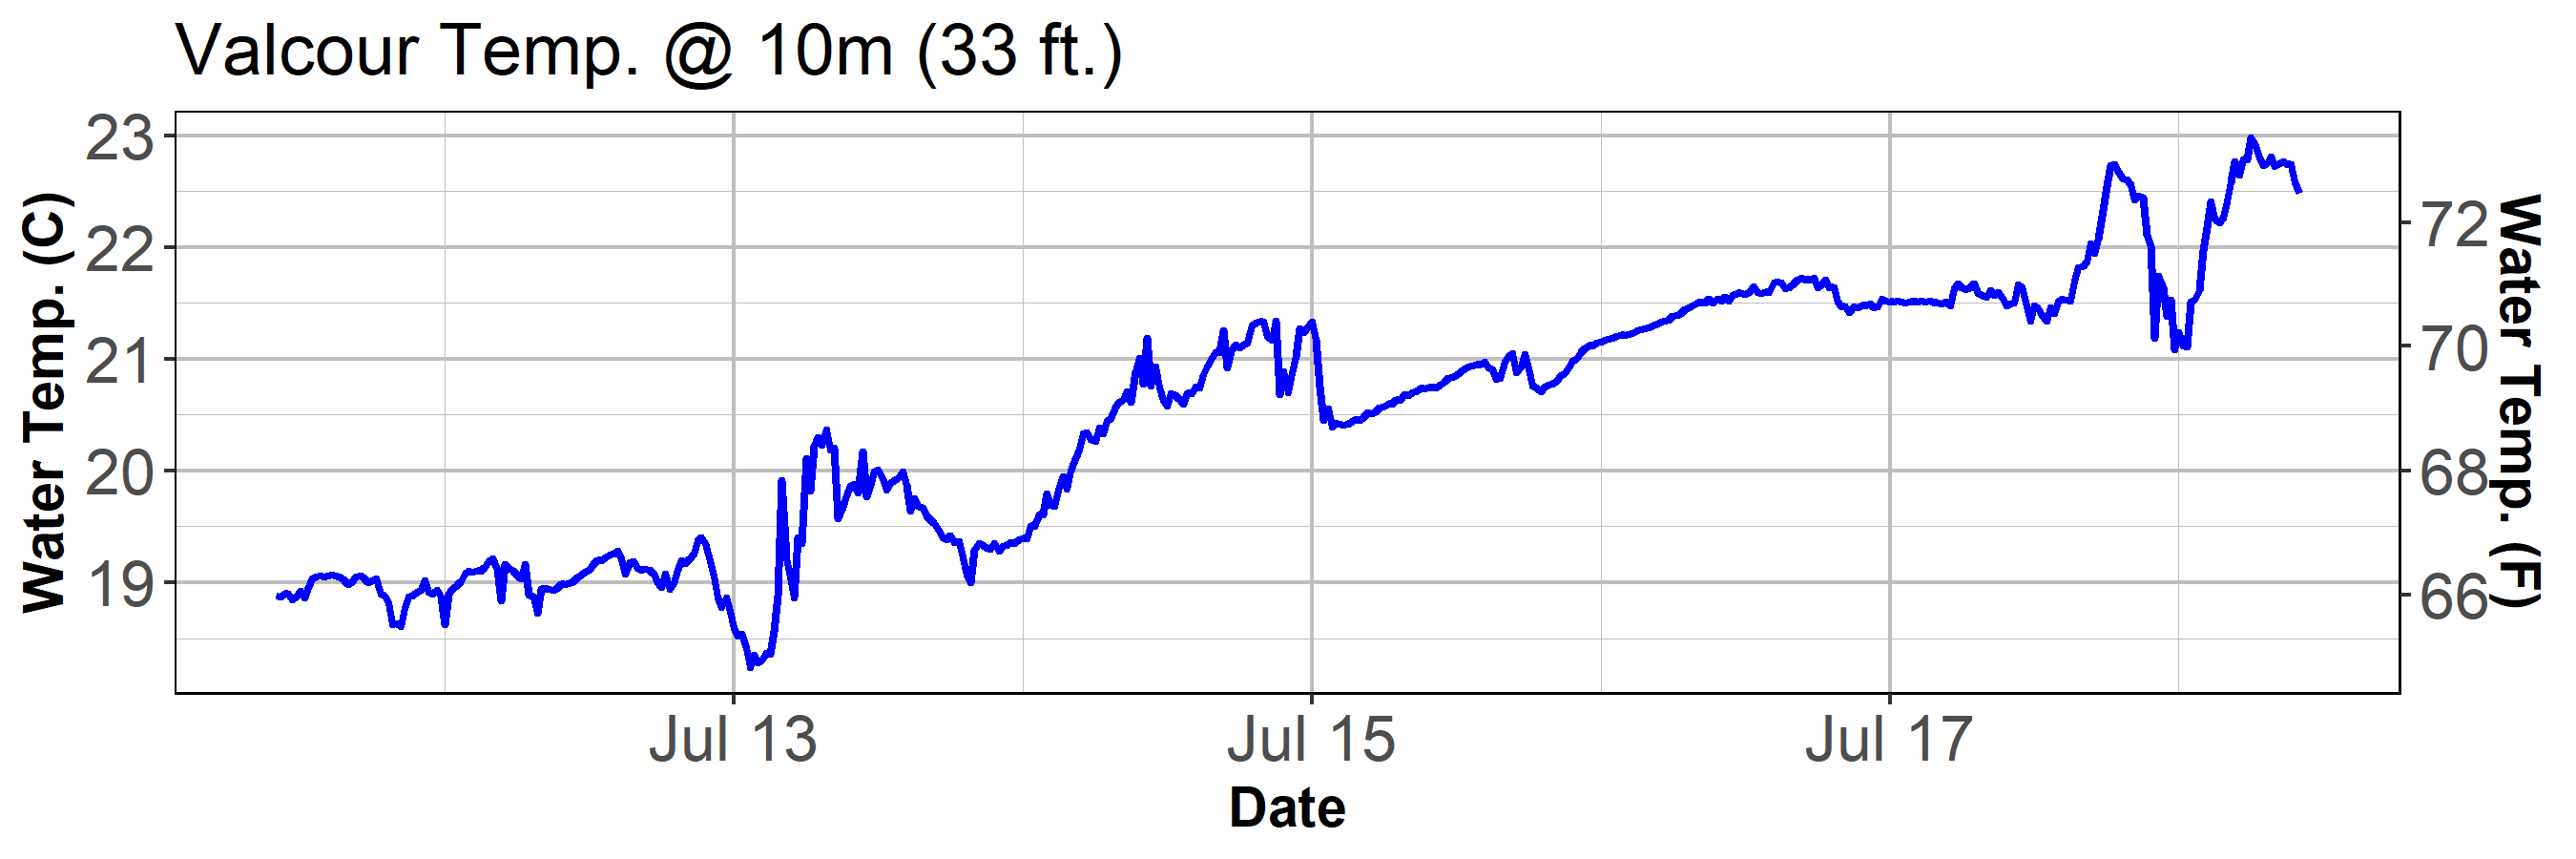 Valcour Temp. @ 10m (33 ft.)
Water Temp. (C)
23
22
21
20
19
72
70
68
66
Water Temp. (F)
Jul 13
Jul 15
Jul 17
Date